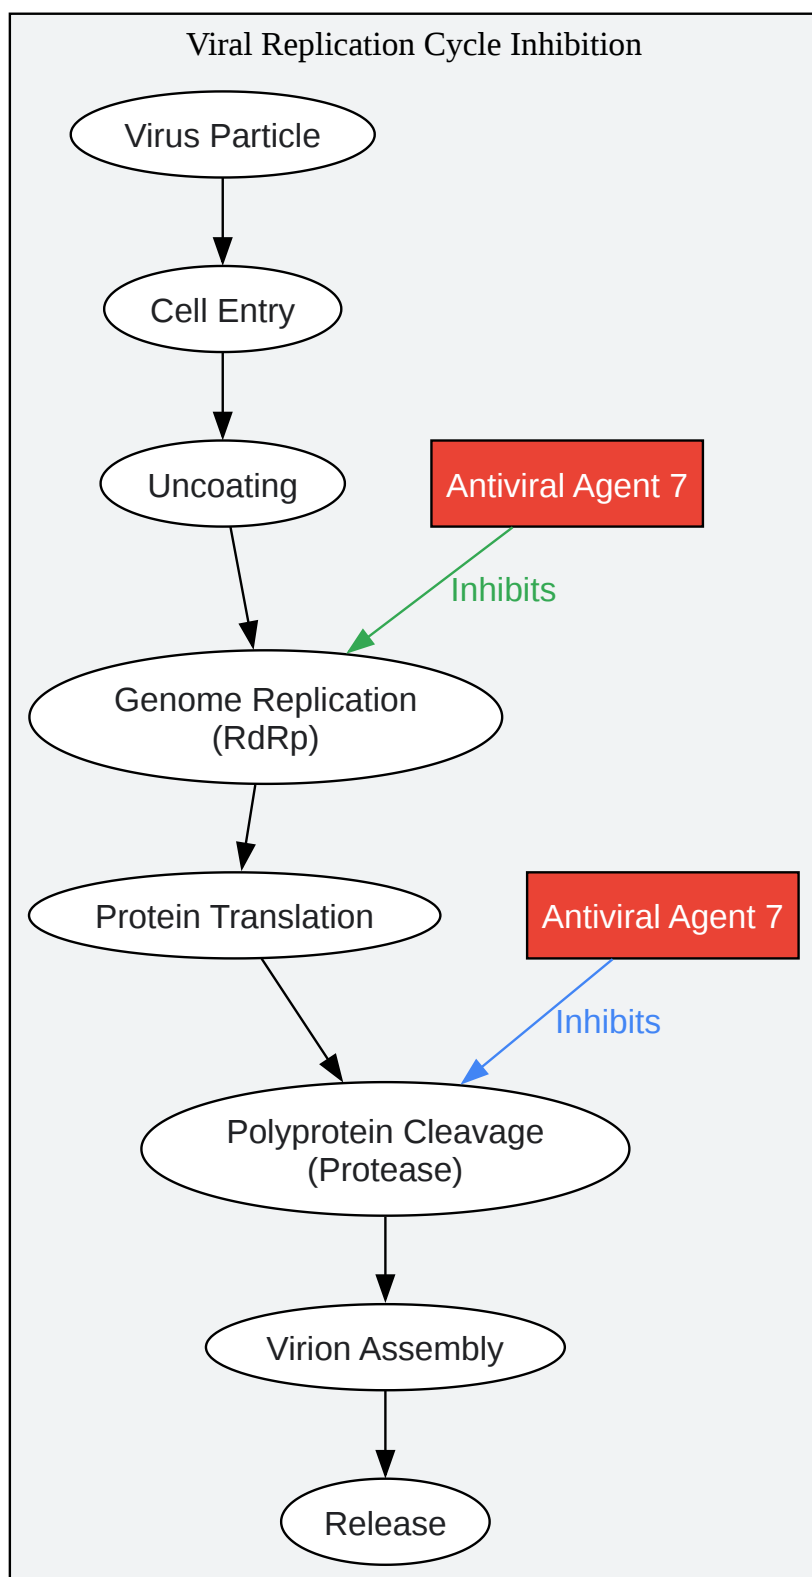 Viral Replication Cycle Inhibition
Virus Particle
Cell Entry
Uncoating
Antiviral Agent 7
Inhibits
Genome Replication
(RdRp)
Protein Translation
Antiviral Agent 7
Inhibits
Polyprotein Cleavage
(Protease)
Virion Assembly
Release